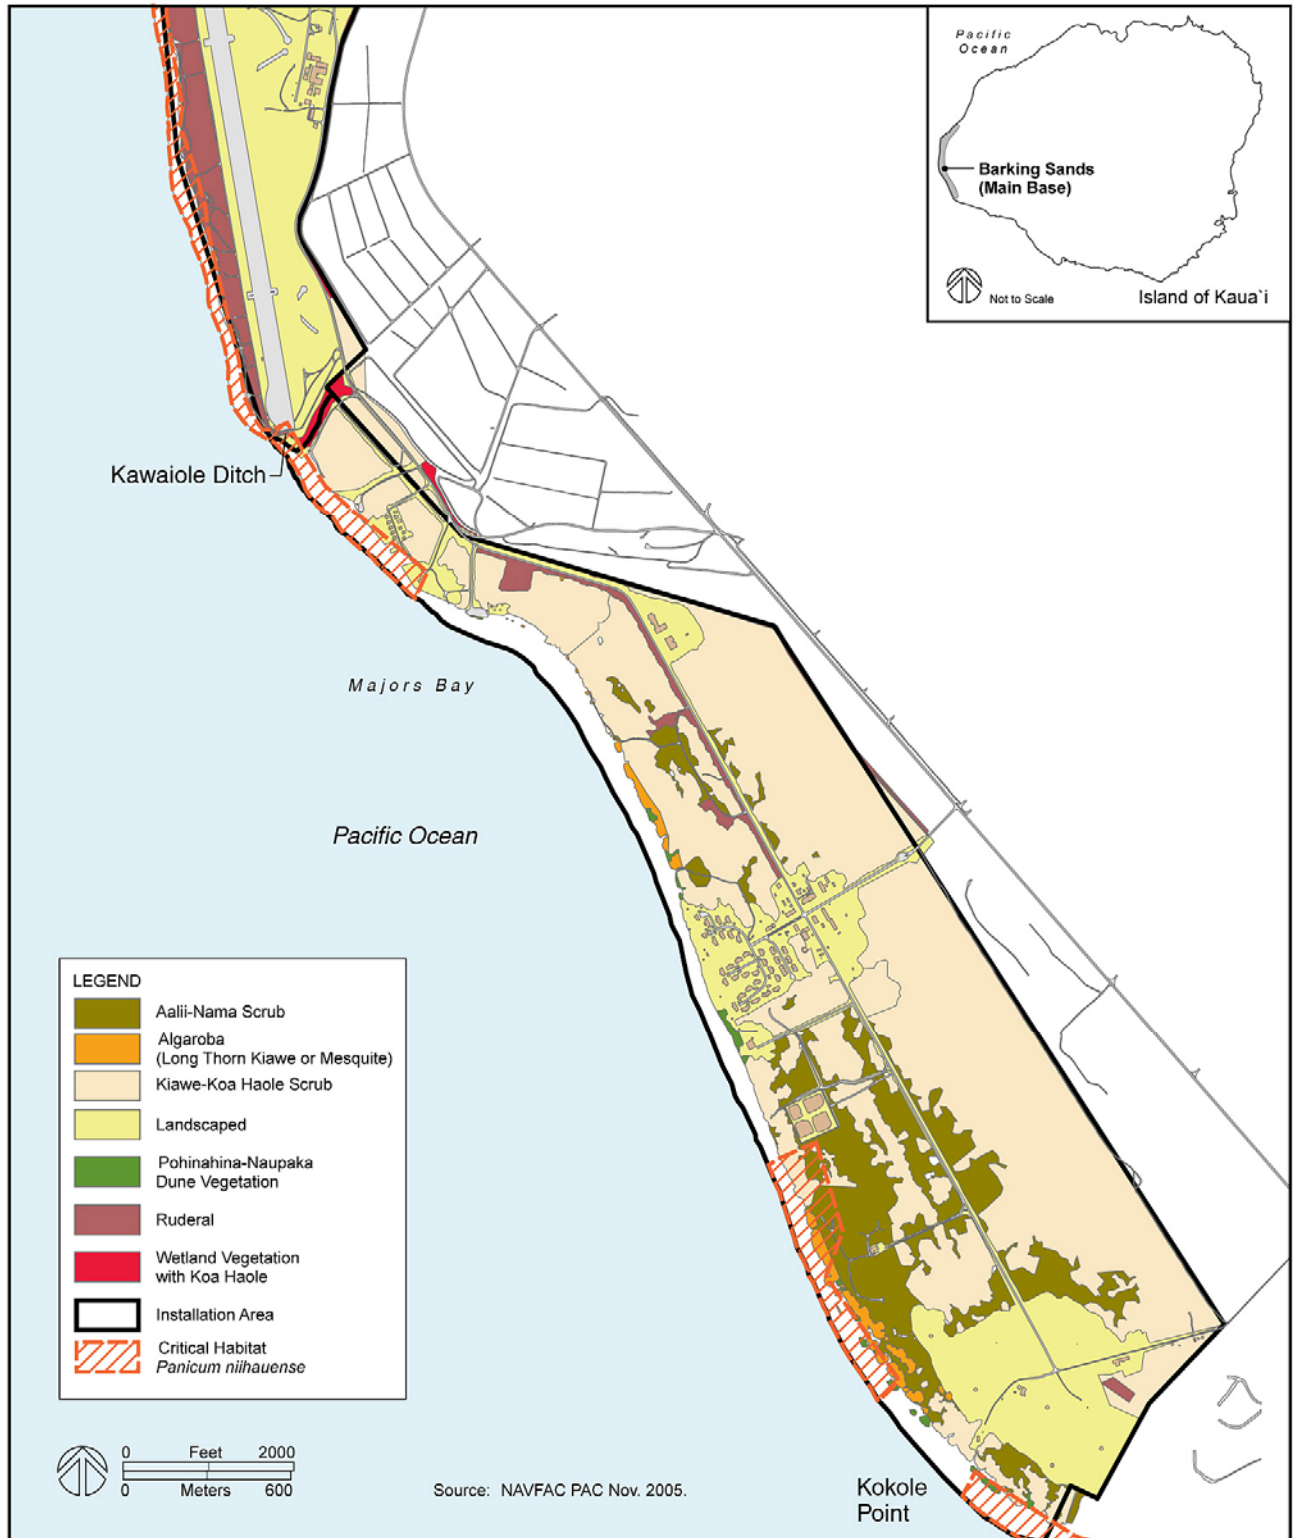 Pacific
Ocean
Barking Sands
(Main Base)
Not to Scale
Island of Kaua`i
Kawaiole Ditch
Majors Bay
Pacific Ocean
LEGEND
Aalii-Nama Scrub
Algaroba
(Long Thorn Kiawe or Mesquite)
Kiawe-Koa Haole Scrub
Landscaped
Pohinahina-Naupaka
Dune Vegetation
Ruderal
Wetland Vegetation
with Koa Haole
Installation Area
Critical Habitat
Panicum niihauense
0 Feet 2000
0 Meters 600
Source: NAVFAC PAC Nov. 2005.
Kokole
Point